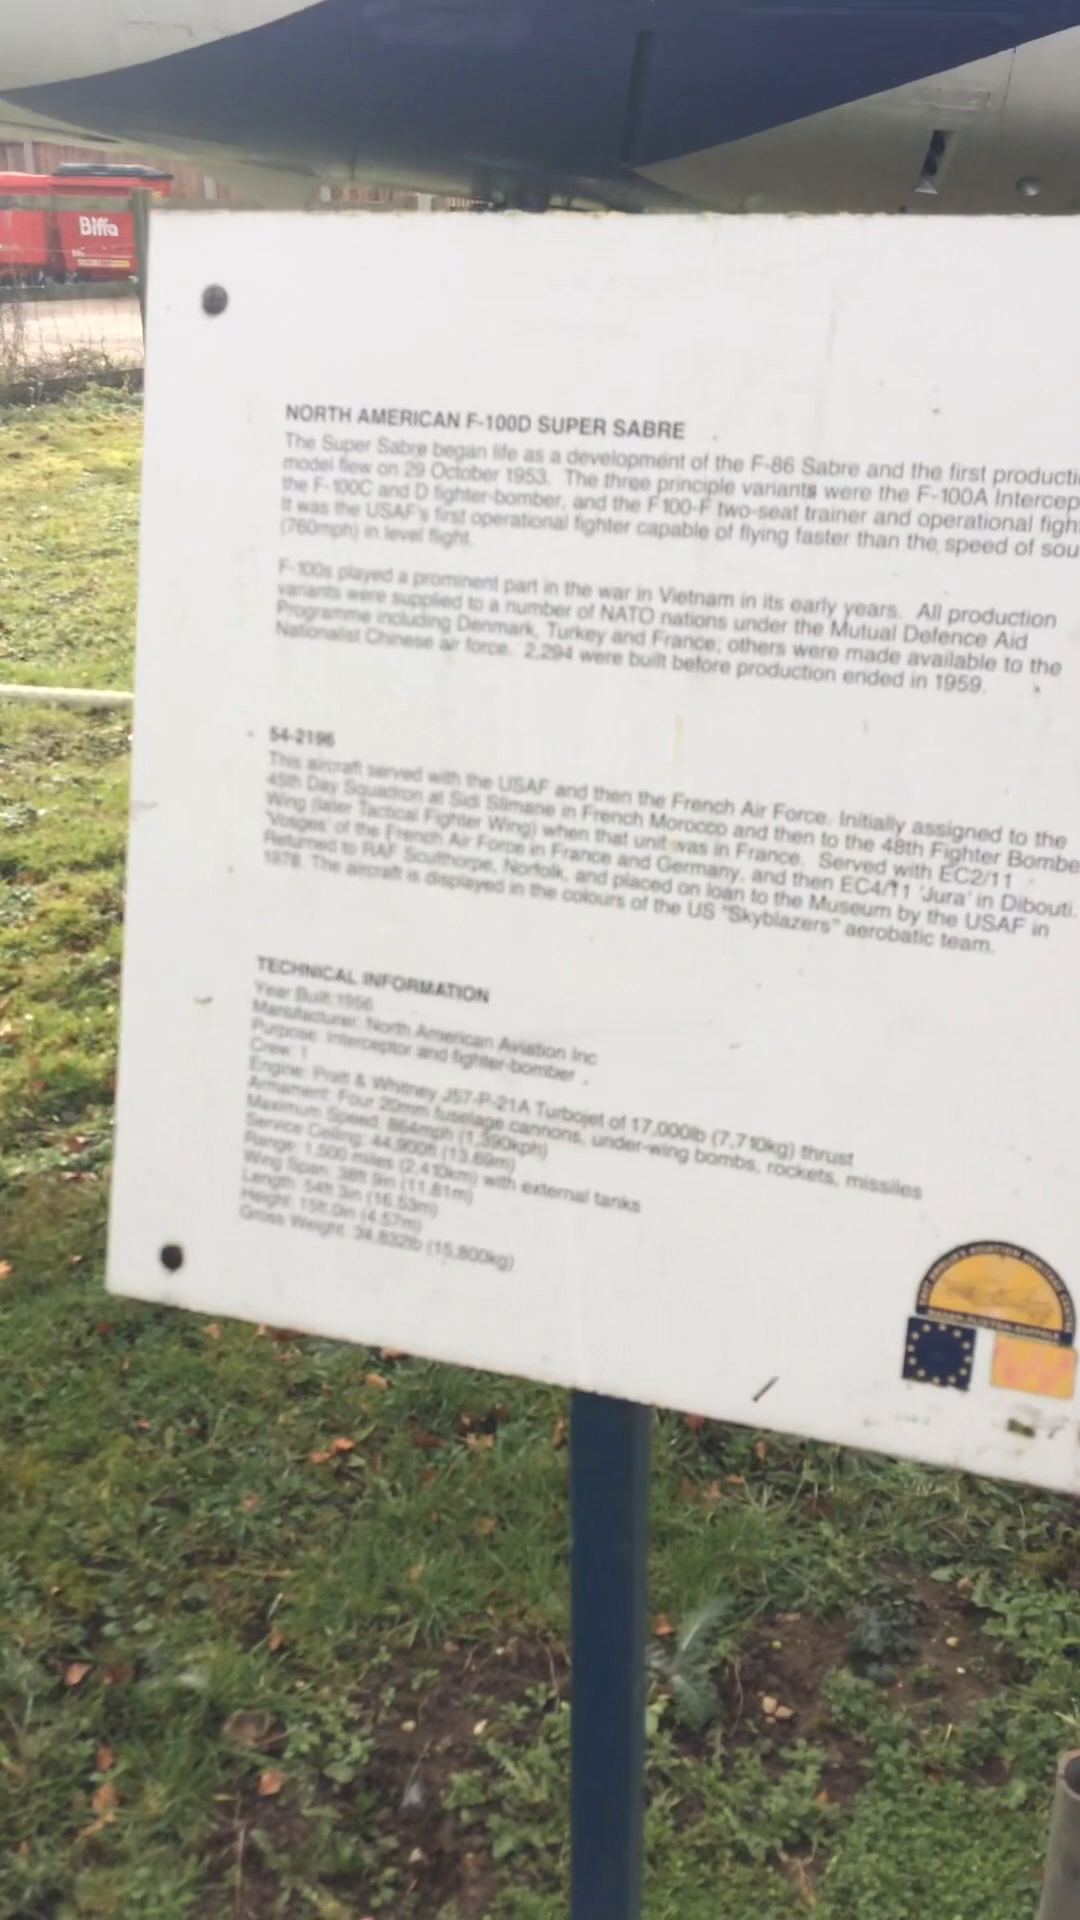 Biffa
NORTH AMERICAN F-100D SUPER SABRE
The Super Sabre began life as a development of the F-86 Sabre and the first producti
model flew on 29 October 1953. The three principle variants were the F-100A Intercep
the F-100C and D fighter-bomber, and the F100-F two-seat trainer and operational figh
It was the USAF's first operational fighter capable of flying faster than the speed of sou
(760mph) in level flight.
F-100s played a prominent part in the war in Vietnam in its early years. All production
variants were supplied to a number of NATO nations under the Mutual Defence Aid
Programme including Denmark, Turkey and France; others were made available to the
Nationalist Chinese air force. 2,294 were built before production ended in 1959.
54-2196
This aircraft served with the USAF and then the French Air Force. Initially assigned to the
45th Day Squadron at Sidi Slimane in French Morocco and then to the 48th Fighter Bombe
Wing (later Tactical Fighter Wing) when that unit was in France. Served with EC2/11
'Vosges' of the French Air Force in France and Germany, and then EC4/11 'Jura' in Dibouti.
Returned to RAF Sculthorpe, Norfolk, and placed on loan to the Museum by the USAF in
1978. The aircraft is displayed in the colours of the US "Skyblazers" aerobatic team.
TECHNICAL INFORMATION
Year Built: 1956
Manufacturer: North American Aviation Inc
Purpose: Interceptor and fighter-bomber
Crew: 1
Engine: Pratt & Whitney J57-P-21A Turbojet of 17,000lb (7,710kg) thrust
Armament: Four 20mm fuselage cannons, under-wing bombs, rockets, missiles
Maximum Speed: 864mph (1,390kph)
Service Ceiling: 44,900ft (13.69m)
Range: 1,500 miles (2,410km) with external tanks
Wing Span: 38ft 9in (11.81m)
Length: 54ft 3in (16.53m)
Height: 15ft 0in (4.57m)
Gross Weight: 34,832lb (15,800kg)